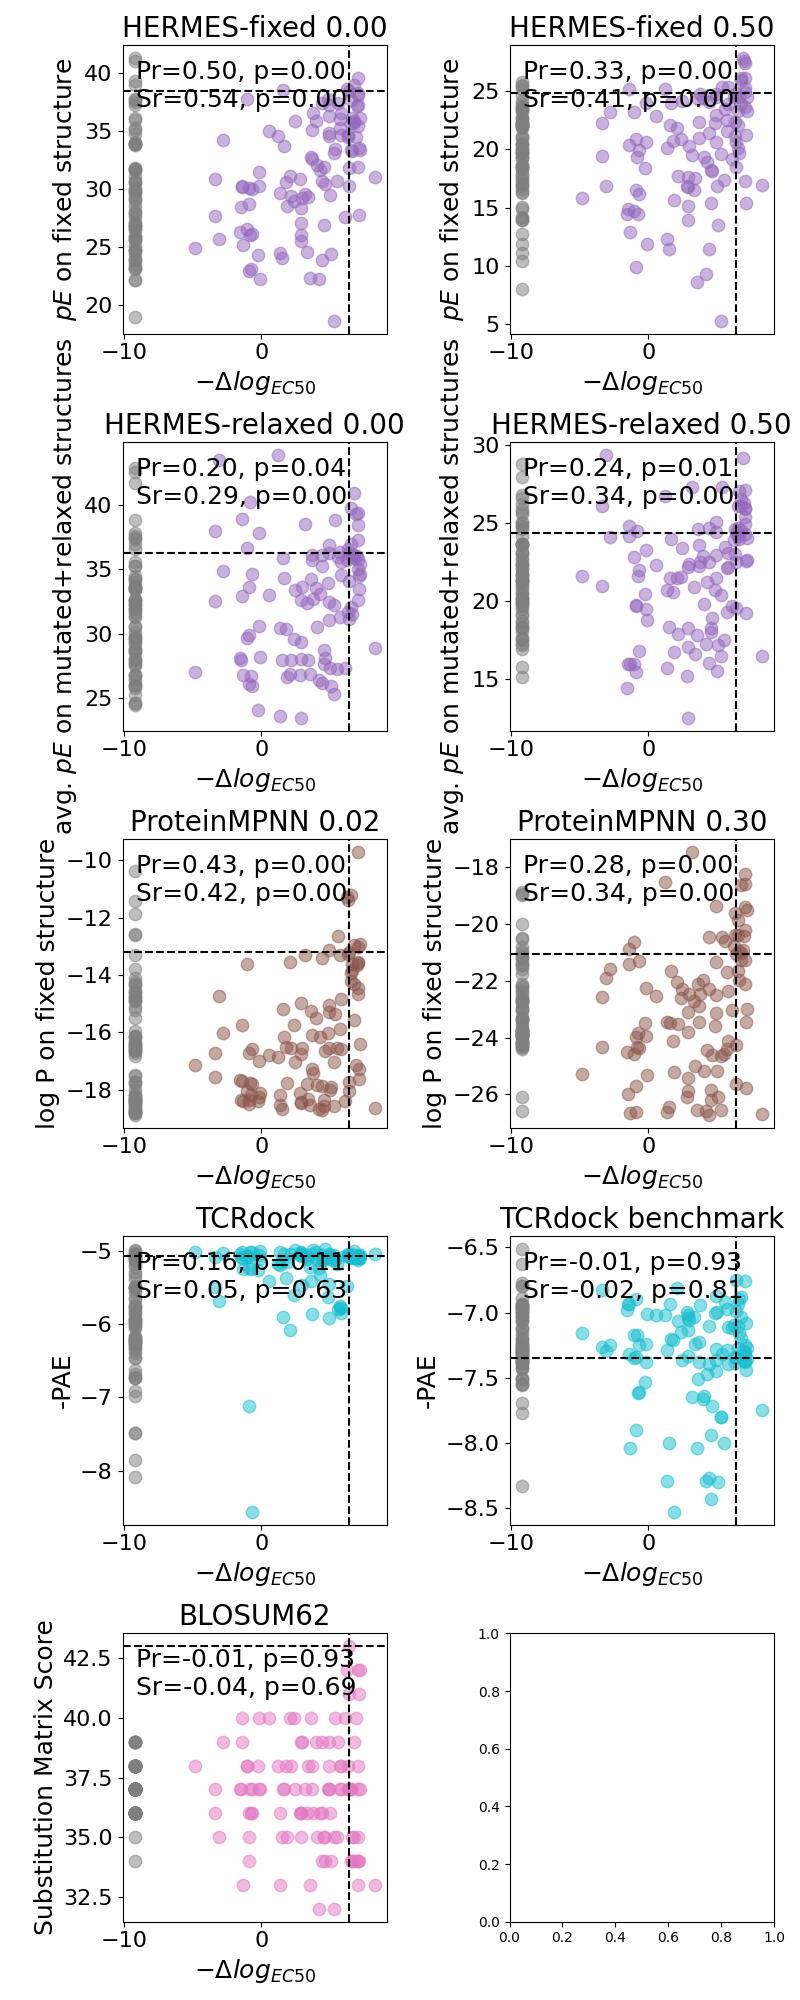 HERMES-fixed 0.00
pE on fixed structure
40
35
30
25
20
Pr=0.50, p=0.00
Sr=0.54, p=0.00
−10
0
−Δlog_EC50
HERMES-fixed 0.50
pE on fixed structure
25
20
15
10
5
Pr=0.33, p=0.00
Sr=0.41, p=0.00
−10
0
−Δlog_EC50
HERMES-relaxed 0.00
avg. pE on mutated+relaxed structures
40
35
30
25
Pr=0.20, p=0.04
Sr=0.29, p=0.00
−10
0
−Δlog_EC50
HERMES-relaxed 0.50
avg. pE on mutated+relaxed structures
30
25
20
15
Pr=0.24, p=0.01
Sr=0.34, p=0.00
−10
0
−Δlog_EC50
ProteinMPNN 0.02
log P on fixed structure
−10
−12
−14
−16
−18
Pr=0.43, p=0.00
Sr=0.42, p=0.00
−10
0
−Δlog_EC50
ProteinMPNN 0.30
log P on fixed structure
−18
−20
−22
−24
−26
Pr=0.28, p=0.00
Sr=0.34, p=0.00
−10
0
−Δlog_EC50
TCRdock
-PAE
−5
−6
−7
−8
Pr=0.16, p=0.11
Sr=0.05, p=0.63
−10
0
−Δlog_EC50
TCRdock benchmark
-PAE
−6.5
−7.0
−7.5
−8.0
−8.5
Pr=-0.01, p=0.93
Sr=-0.02, p=0.81
−10
0
−Δlog_EC50
BLOSUM62
Substitution Matrix Score
42.5
40.0
37.5
35.0
32.5
Pr=-0.01, p=0.93
Sr=-0.04, p=0.69
−10
0
−Δlog_EC50
1.0
0.8
0.6
0.4
0.2
0.0
0.0 0.2 0.4 0.6 0.8 1.0